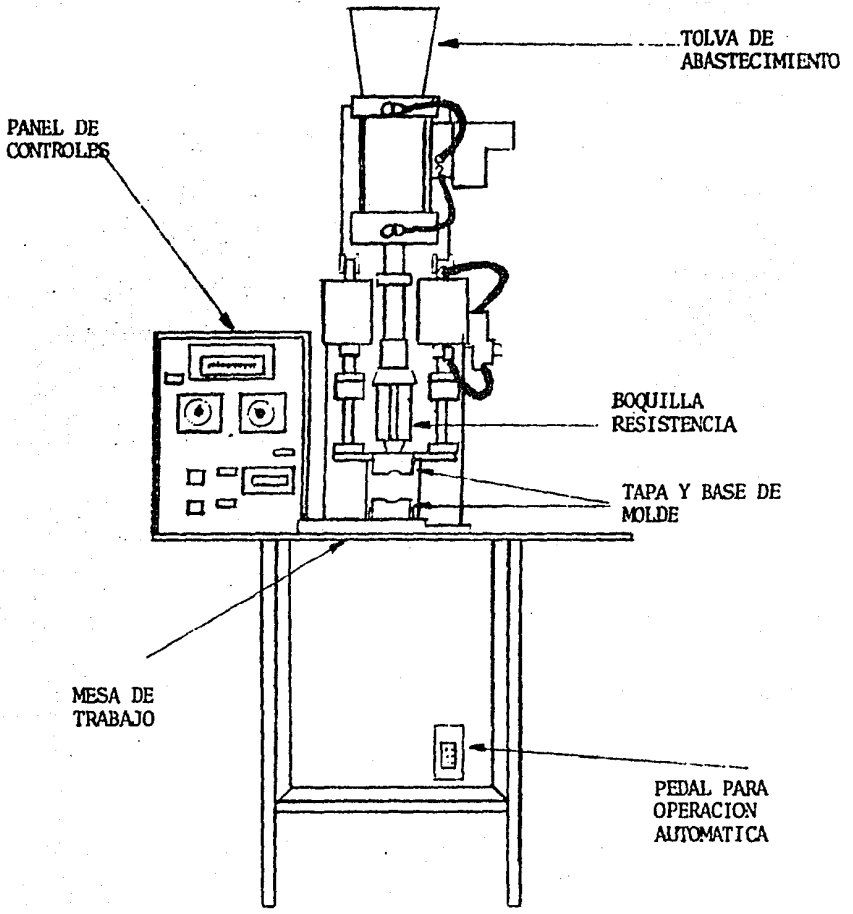 TOLVA DE
ABASTECIMIENTO
PANEL DE
CONTROLES
BOQUILLA
RESISTENCIA
TAPA Y BASE DE
MOLDE
MESA DE
TRABAJO
PEDAL PARA
OPERACION
AUTOMATICA